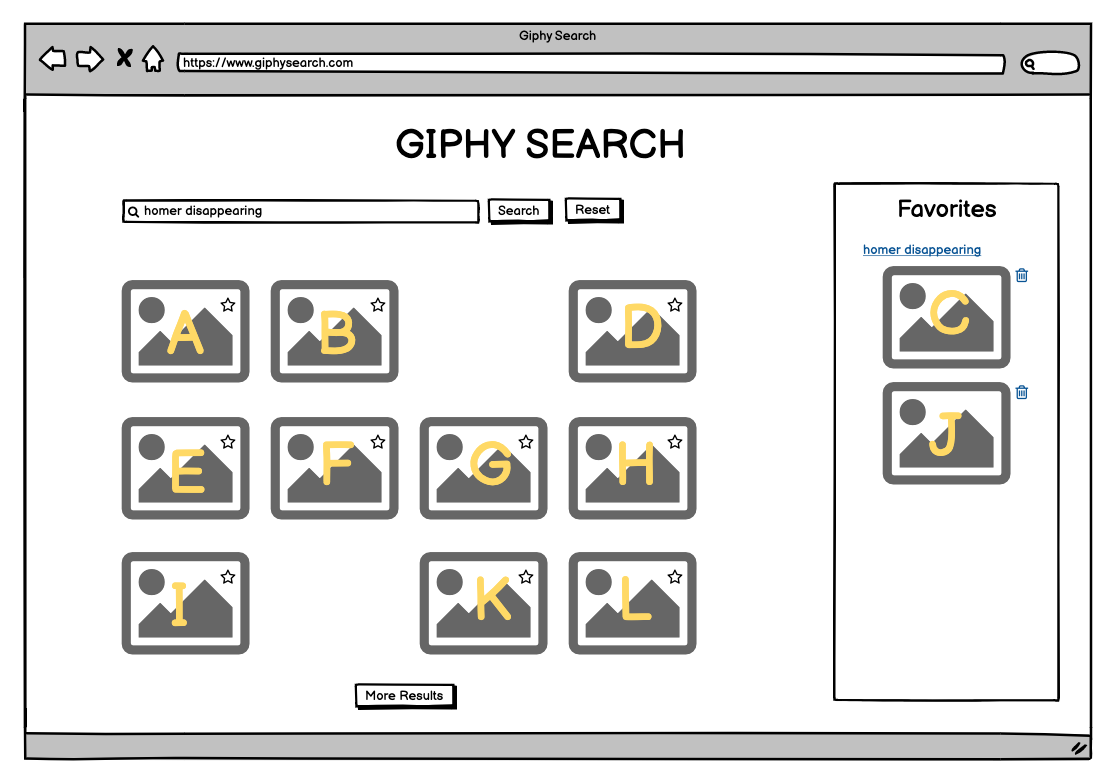 Giphy Search
https://www.giphysearch.com
GIPHY SEARCH
homer disappearing
Search
Reset
A
B
D
E
F
G
H
I
K
L
More Results
Favorites
homer disappearing
C
J